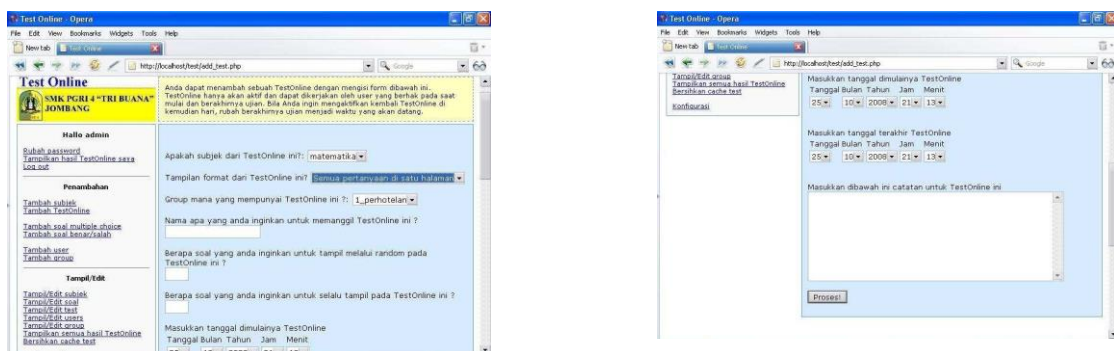 Test Online - Opera
File Edit View Bookmarks Widgets Tools Help
New tab Test Online
http://localhost/test/add_test.php Google
Test Online
SMK PGRI 4 "TRI BUANA"
JOMBANG
Hallo admin
Rubah password
Tampilkan hasil TestOnline saya
Log out
Penambahan
Tambah subjek
Tambah TestOnline
Tambah soal multiple choice
Tambah soal benar/salah
Tambah user
Tambah group
Tampil/Edit
Tampil/Edit subjek
Tampil/Edit soal
Tampil/Edit test
Tampil/Edit users
Tampil/Edit group
Tampilkan semua hasil TestOnline
Bersihkan cache test
Anda dapat menambah sebuah TestOnline dengan mengisi form dibawah ini.
TestOnline hanya akan aktif dan dapat dikerjakan oleh user yang berhak pada saat
mulai dan berakhirnya ujian. Bila Anda ingin mengaktifkan kembali TestOnline di
kemudian hari, rubah berakhirnya ujian menjadi waktu yang akan datang.
Apakah subjek dari TestOnline ini?: matematika
Tampilan format dari TestOnline ini? Semua pertanyaan di satu halaman
Group mana yang mempunyai TestOnline ini ?: 1_perhotelan
Nama apa yang anda inginkan untuk memanggil TestOnline ini ?
Berapa soal yang anda inginkan untuk tampil melalui random pada
TestOnline ini ?
Berapa soal yang anda inginkan untuk selalu tampil pada TestOnline ini ?
Masukkan tanggal dimulainya TestOnline
Tanggal Bulan Tahun Jam Menit
Test Online - Opera
File Edit View Bookmarks Widgets Tools Help
New tab Test Online
http://localhost/test/add_test.php Google
Tampil/Edit group
Tampilkan semua hasil TestOnline
Bersihkan cache test
Konfigurasi
Masukkan tanggal dimulainya TestOnline
Tanggal Bulan Tahun Jam Menit
25 10 2008 21 13
Masukkan tanggal terakhir TestOnline
Tanggal Bulan Tahun Jam Menit
25 10 2008 21 13
Masukkan dibawah ini catatan untuk TestOnline ini
Proses!